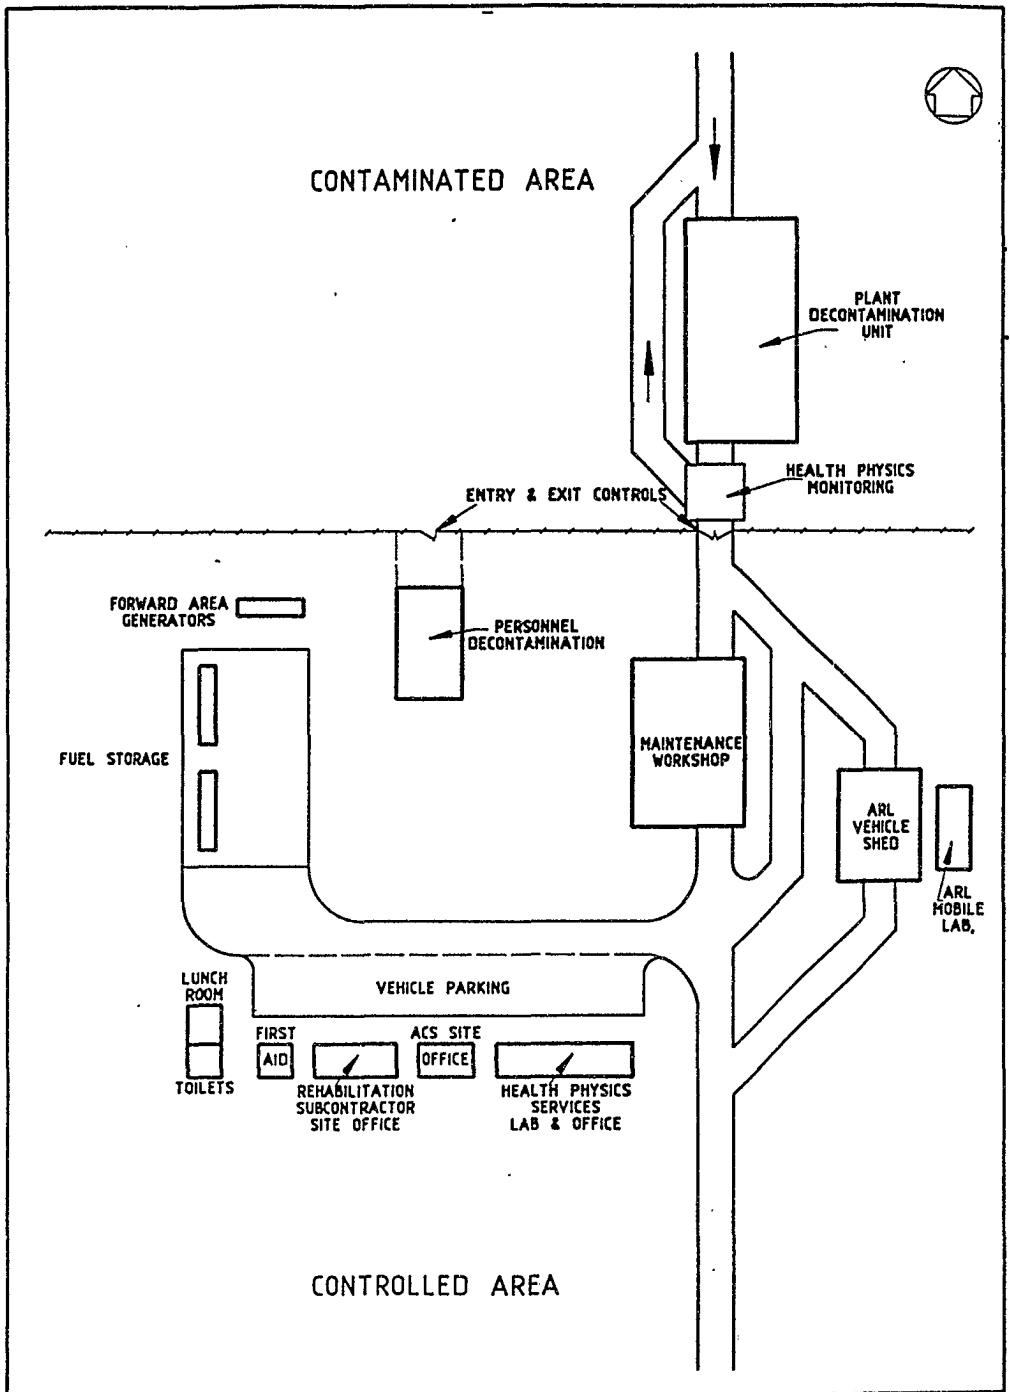 CONTAMINATED AREA
PLANT
DECONTAMINATION
UNIT
HEALTH PHYSICS
MONITORING
ENTRY & EXIT CONTROLS
FORWARD AREA
GENERATORS
PERSONNEL
DECONTAMINATION
FUEL STORAGE
MAINTENANCE
WORKSHOP
ARL
VEHICLE
SHED
ARL
MOBILE
LAB.
LUNCH
ROOM
VEHICLE PARKING
TOILETS
FIRST
AID
REHABILITATION
SUBCONTRACTOR
SITE OFFICE
ACS SITE
OFFICE
HEALTH PHYSICS
SERVICES
LAB & OFFICE
CONTROLLED AREA